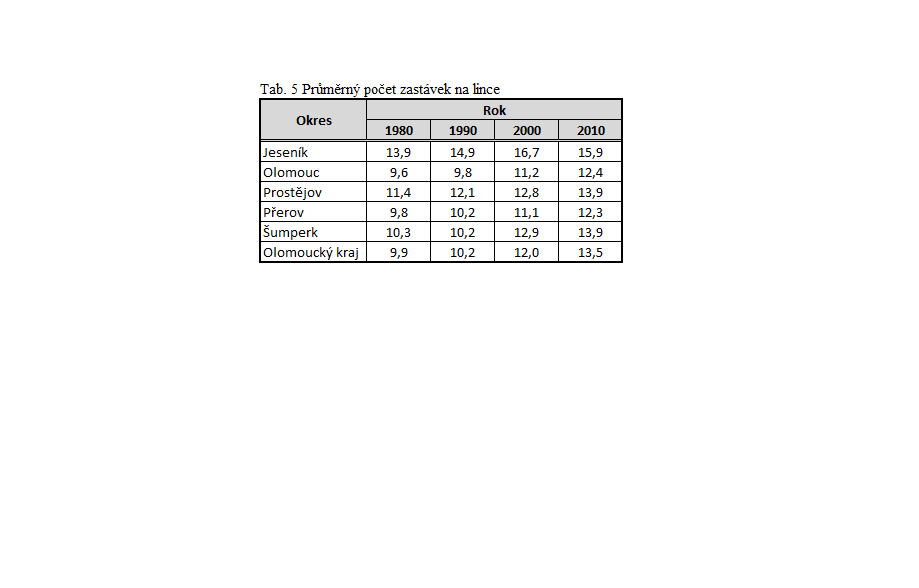 Tab. 5 Průměrný počet zastávek na lince
Okres Rok
1980 1990 2000 2010
Jeseník 13,9 14,9 16,7 15,9
Olomouc 9,6 9,8 11,2 12,4
Prostějov 11,4 12,1 12,8 13,9
Přerov 9,8 10,2 11,1 12,3
Šumperk 10,3 10,2 12,9 13,9
Olomoucký kraj 9,9 10,2 12,0 13,5